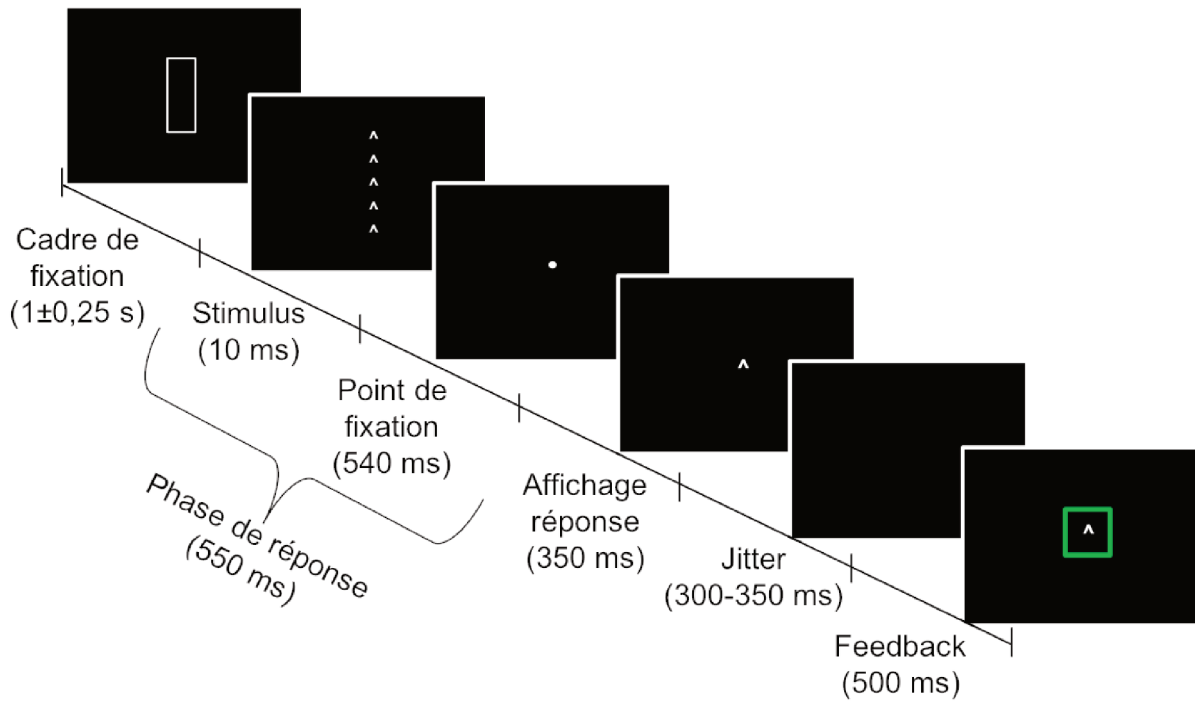 Cadre de
fixation
(1±0,25 s)
Stimulus
(10 ms)
Point de
fixation
(540 ms)
Phase de réponse
(550 ms)
Affichage
réponse
(350 ms)
Jitter
(300-350 ms)
Feedback
(500 ms)